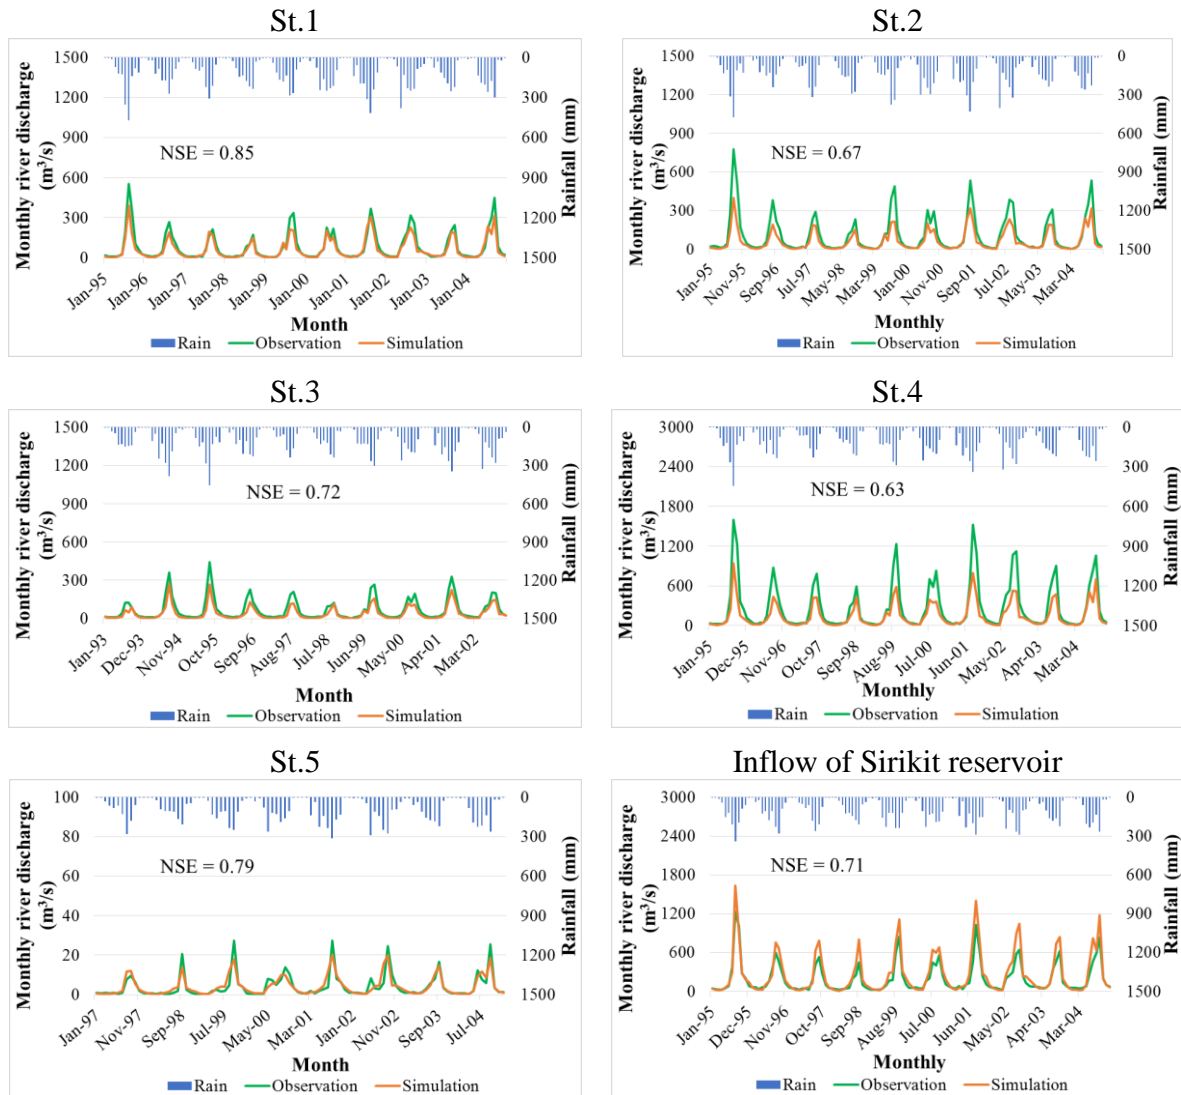 St.1
1500
1200
900
600
300
0
0
300
600
900
1200
1500
Monthly river discharge
(m³/s)
Rainfall (mm)
NSE = 0.85
Jan-95
Jan-96
Jan-97
Jan-98
Jan-99
Jan-00
Jan-01
Jan-02
Jan-03
Jan-04
Month
Rain Observation Simulation
St.2
1500
1200
900
600
300
0
0
300
600
900
1200
1500
Monthly river discharge
(m³/s)
Rainfall (mm)
NSE = 0.67
Jan-95
Nov-95
Sep-96
Jul-97
May-98
Mar-99
Jan-00
Nov-00
Sep-01
Jul-02
May-03
Mar-04
Monthly
Rain Observation Simulation
St.3
1500
1200
900
600
300
0
0
300
600
900
1200
1500
Monthly river discharge
(m³/s)
Rainfall (mm)
NSE = 0.72
Jan-93
Dec-93
Nov-94
Oct-95
Sep-96
Aug-97
Jul-98
Jun-99
May-00
Apr-01
Mar-02
Month
Rain Observation Simulation
St.4
3000
2400
1800
1200
600
0
0
300
600
900
1200
1500
Monthly river discharge
(m³/s)
Rainfall (mm)
NSE = 0.63
Jan-95
Dec-95
Nov-96
Oct-97
Sep-98
Aug-99
Jul-00
Jun-01
May-02
Apr-03
Mar-04
Monthly
Rain Observation Simulation
St.5
100
80
60
40
20
0
0
300
600
900
1200
1500
Monthly river discharge
(m³/s)
Rainfall (mm)
NSE = 0.79
Jan-97
Nov-97
Sep-98
Jul-99
May-00
Mar-01
Jan-02
Nov-02
Sep-03
Jul-04
Month
Rain Observation Simulation
Inflow of Sirikit reservoir
3000
2400
1800
1200
600
0
0
300
600
900
1200
1500
Monthly river discharge
(m³/s)
Rainfall (mm)
NSE = 0.71
Jan-95
Dec-95
Nov-96
Oct-97
Sep-98
Aug-99
Jul-00
Jun-01
May-02
Apr-03
Mar-04
Monthly
Rain Observation Simulation